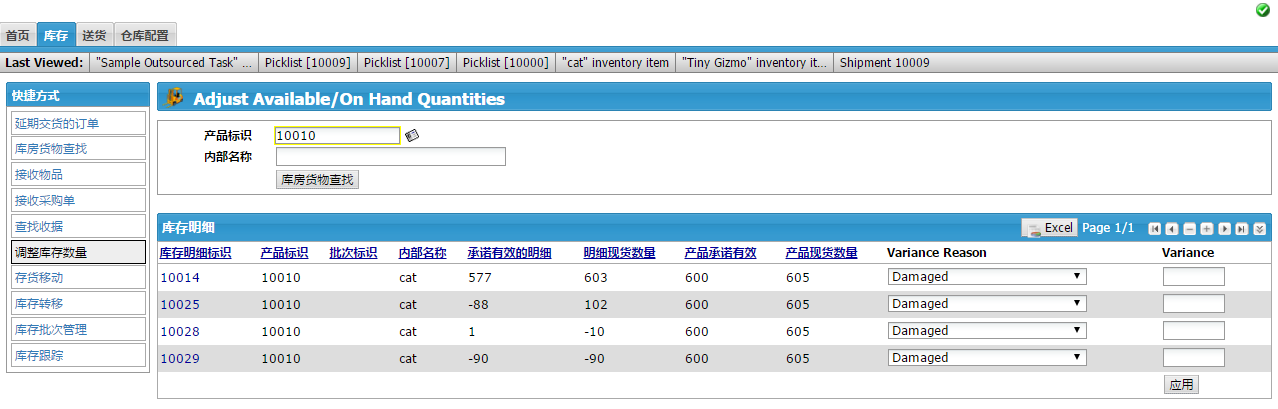 首页 库存 送货 仓库配置
Last Viewed: "Sample Outsourced Task" ... Picklist [10009] Picklist [10007] Picklist [10000] "cat" inventory item "Tiny Gizmo" inventory it... Shipment 10009
快捷方式
延期交货的订单
库房货物查找
接收物品
接收采购单
查找收据
调整库存数量
存货移动
库存转移
库存批次管理
库存跟踪
Adjust Available/On Hand Quantities
产品标识 10010
内部名称
库房货物查找
库存明细 Excel Page 1/1
库存明细标识 产品标识 批次标识 内部名称 承诺有效的明细 明细现货数量 产品承诺有效 产品现货数量 Variance Reason Variance
10014 10010 cat 577 603 600 605 Damaged
10025 10010 cat -88 102 600 605 Damaged
10028 10010 cat 1 -10 600 605 Damaged
10029 10010 cat -90 -90 600 605 Damaged
应用